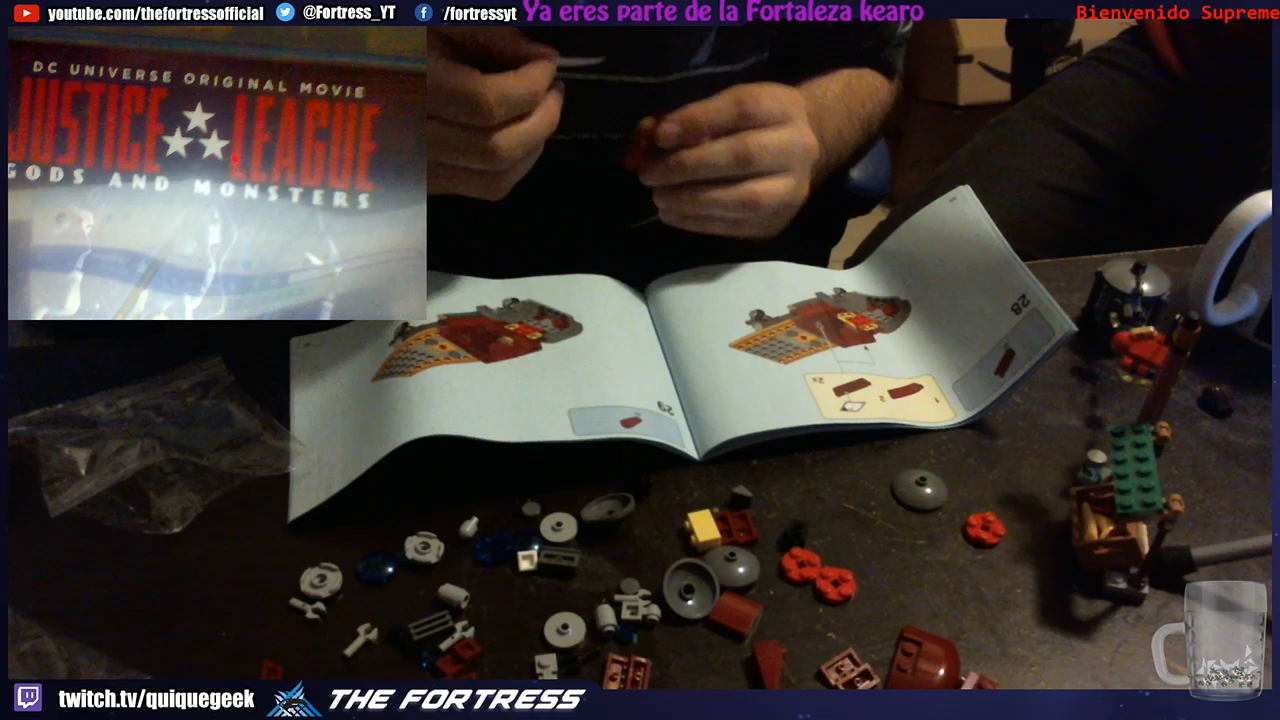 youtube.com/thefortressofficial
@Fortress_YT
/fortressyt
Ya eres parte de la Fortaleza kearo
Bienvenido Supreme
DC UNIVERSE ORIGINAL MOVIE
JUSTICE LEAGUE
GODS AND MONSTERS
28
2x
29
twitch.tv/quiquegeek
THE FORTRESS